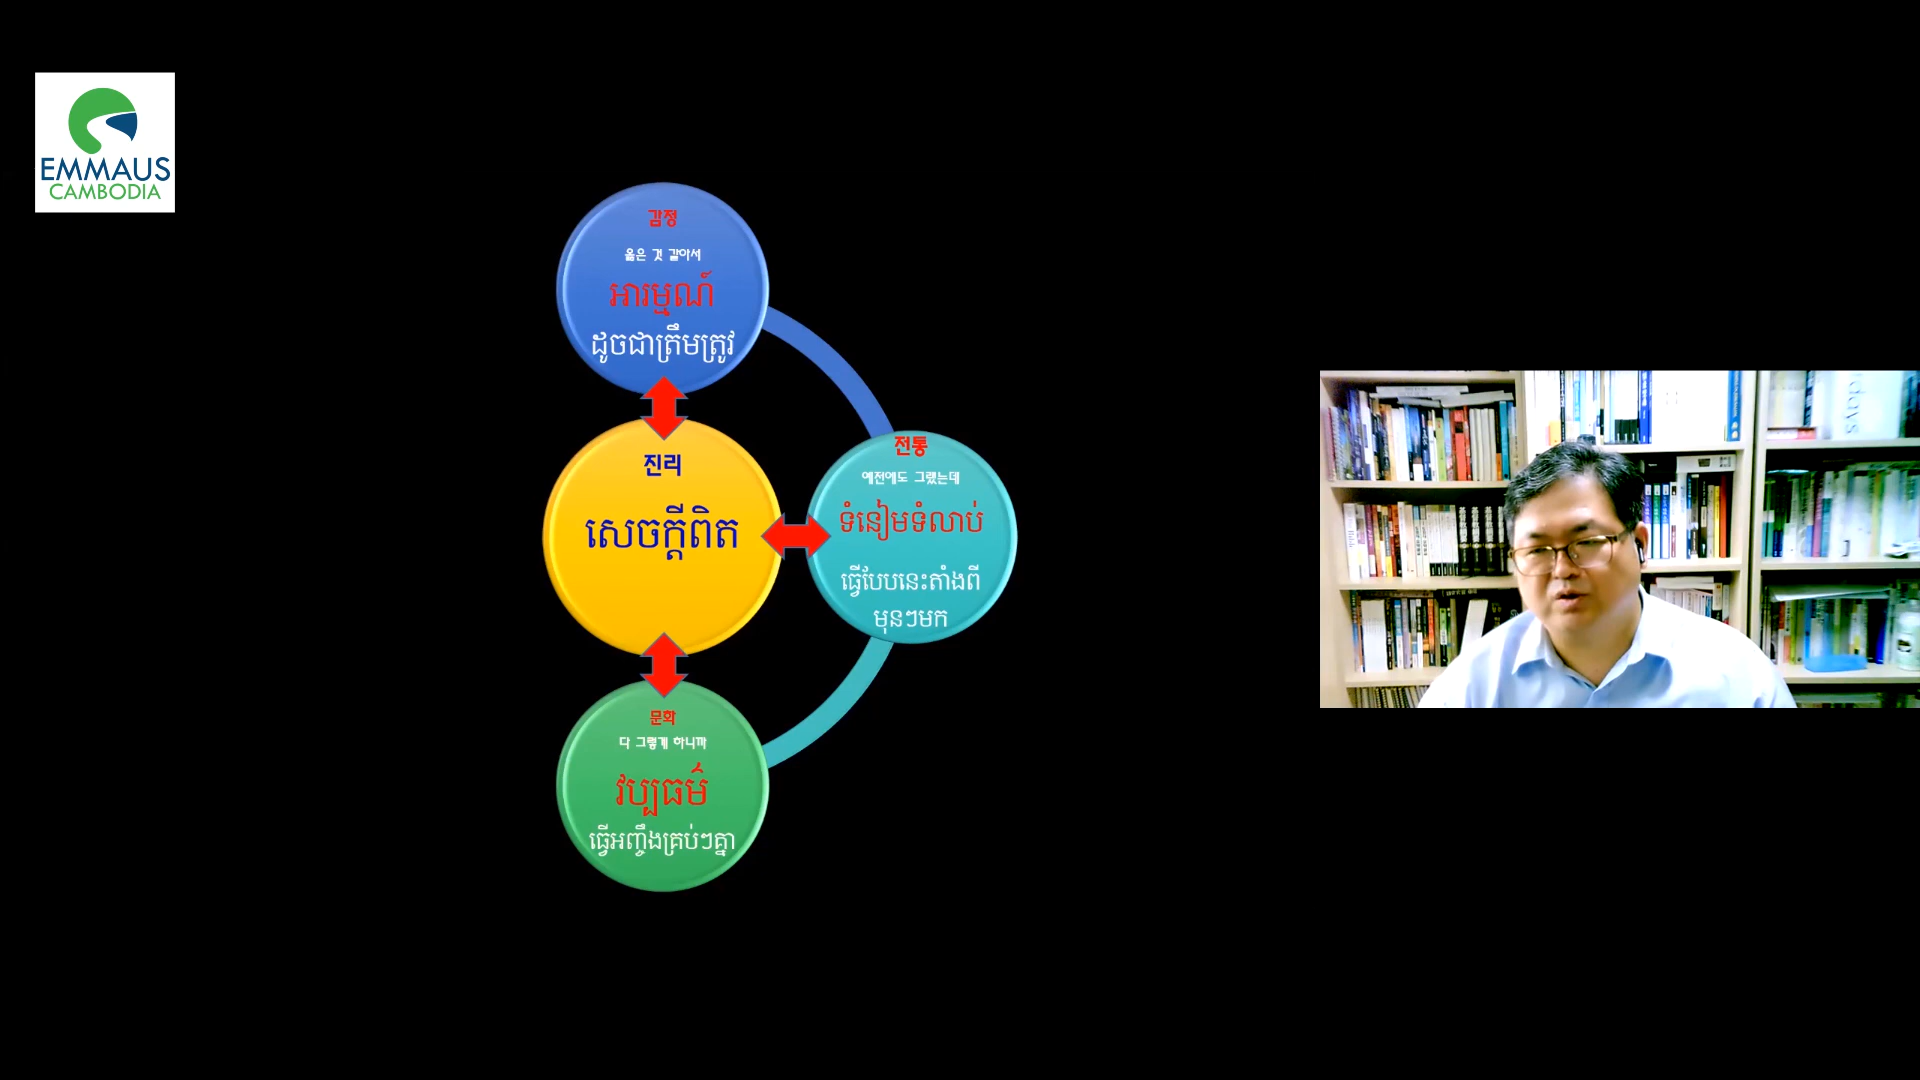 EMMAUS
CAMBODIA
감정
옳은 것 같아서
អារម្មណ៍
ដូចជាត្រឹមត្រូវ
진리
សេចក្តីពិត
전통
예전에도 그랬는데
ទំនៀមទំលាប់
ធ្វើបែបនេះតាំងពី
មុនៗមក
문화
다 그렇게 하니까
វប្បធម៌
ធ្វើអញ្ចឹងគ្រប់ៗគ្នា
days